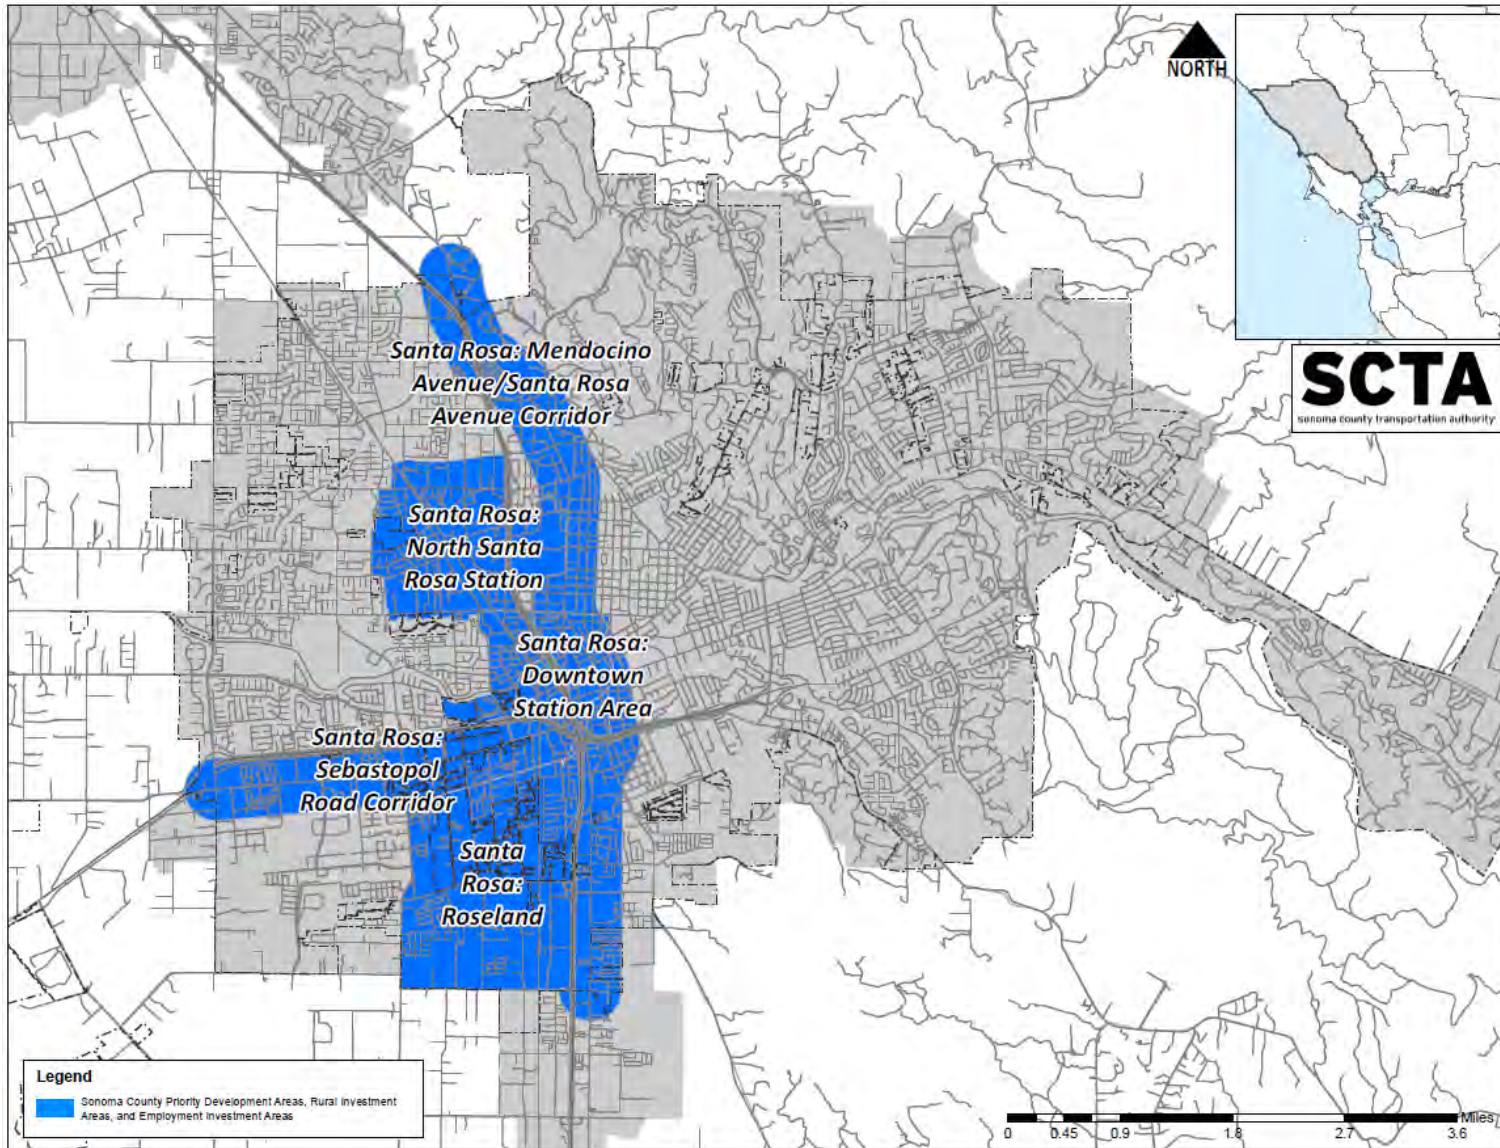 NORTH
SCTA
sonoma county transportation authority
Santa Rosa: Mendocino
Avenue/Santa Rosa
Avenue Corridor
Santa Rosa:
North Santa
Rosa Station
Santa Rosa:
Downtown
Station Area
Santa Rosa:
Sebastopol
Road Corridor
Santa
Rosa:
Roseland
Legend
Sonoma County Priority Development Areas, Rural Investment
Areas, and Employment Investment Areas
Miles
0 0.45 0.9 1.8 2.7 3.6